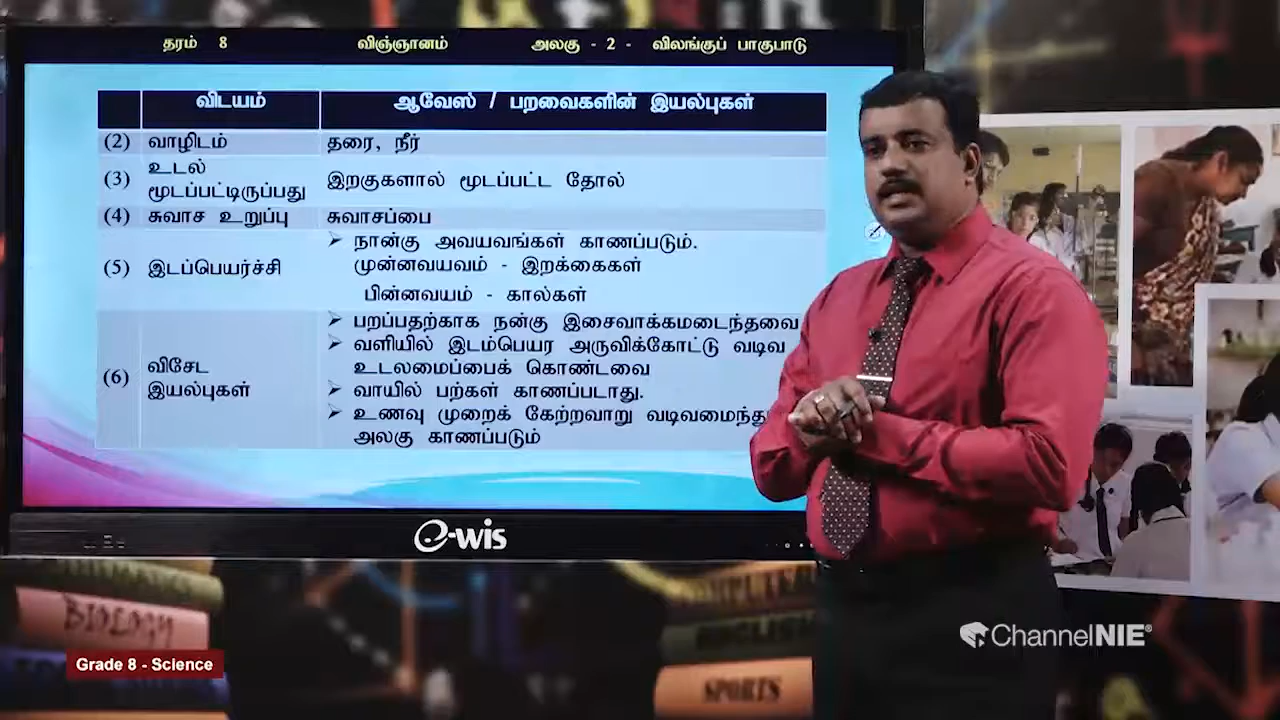 தரம் 8 விஞ்ஞானம் அலகு - 2 - விலங்குப் பாகுபாடு
விடயம் ஆவேஸ் / பறவைகளின் இயல்புகள்
(2) வாழிடம் தரை, நீர்
(3) உடல்
மூடப்பட்டிருப்பது இறகுகளால் மூடப்பட்ட தோல்
(4) சுவாச உறுப்பு சுவாசப்பை
(5) இடப்பெயர்ச்சி
➢ நான்கு அவயவங்கள் காணப்படும்.
முன்னவயவம் - இறக்கைகள்
பின்னவயம் - கால்கள்
(6) விசேட
இயல்புகள்
➢ பறப்பதற்காக நன்கு இசைவாக்கமடைந்தவை
➢ வளியில் இடம்பெயர அருவிக்கோட்டு வடிவ
உடலமைப்பைக் கொண்டவை
➢ வாயில் பற்கள் காணப்படாது.
➢ உணவு முறைக் கேற்றவாறு
அலகு காணப்படும்
e-wis
BIOLOGY
SPORTS
Grade 8 - Science
ChannelNIE®